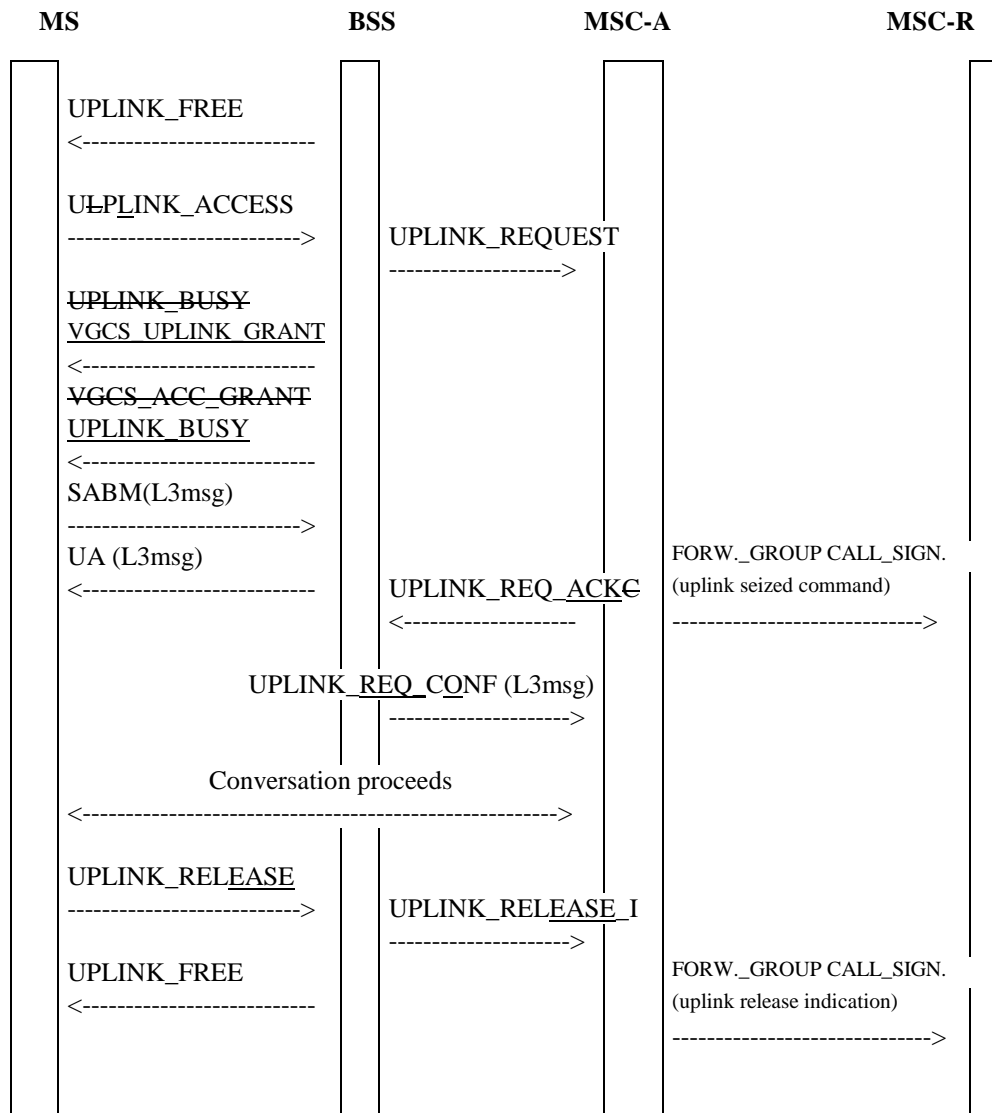 MS BSS MSC-A MSC-R
UPLINK_FREE
<---------------------------
ULPLINK_ACCESS
---------------------------> UPLINK_REQUEST
-------------------->
UPLINK_BUSY
VGCS_UPLINK_GRANT
<---------------------------
VGCS_ACC_GRANT
UPLINK_BUSY
<---------------------------
SABM(L3msg)
--------------------------->
UA (L3msg) FORW._GROUP CALL_SIGN.
<--------------------------- UPLINK_REQ_ACKC (uplink seized command)
<-------------------- ----------------------------->
UPLINK_REQ_CONF (L3msg)
--------------------->
Conversation proceeds
<------------------------------------------------------->
UPLINK_RELEASE
---------------------------> UPLINK_RELEASE_I
--------------------->
UPLINK_FREE FORW._GROUP CALL_SIGN.
<--------------------------- (uplink release indication)
------------------------------>